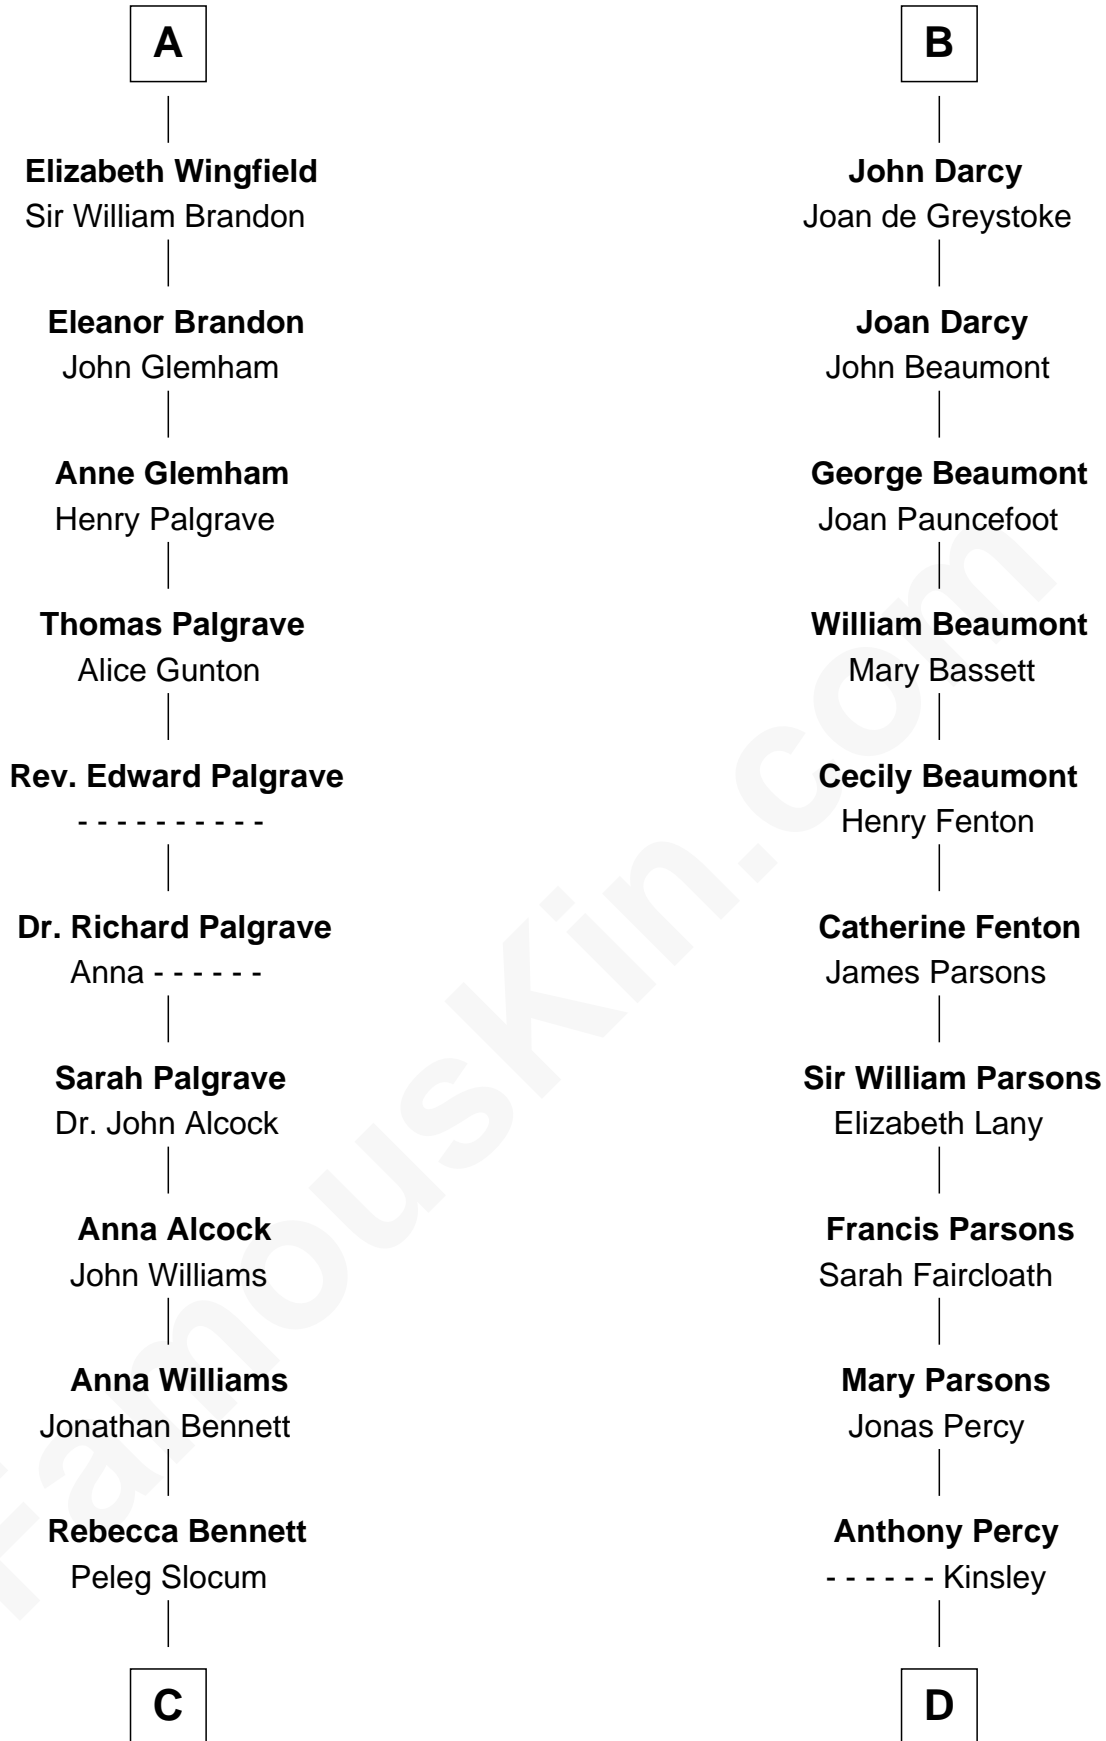 A
Elizabeth Wingfield
Sir William Brandon
Eleanor Brandon
John Glemham
Anne Glemham
Henry Palgrave
Thomas Palgrave
Alice Gunton
Rev. Edward Palgrave
- - - - - - - - - -
Dr. Richard Palgrave
Anna - - - - - -
Sarah Palgrave
Dr. John Alcock
Anna Alcock
John Williams
Anna Williams
Jonathan Bennett
Rebecca Bennett
Peleg Slocum
C
B
John Darcy
Joan de Greystoke
Joan Darcy
John Beaumont
George Beaumont
Joan Pauncefoot
William Beaumont
Mary Bassett
Cecily Beaumont
Henry Fenton
Catherine Fenton
James Parsons
Sir William Parsons
Elizabeth Lany
Francis Parsons
Sarah Faircloath
Mary Parsons
Jonas Percy
Anthony Percy
- - - - - - Kinsley
D
FamousKin.com